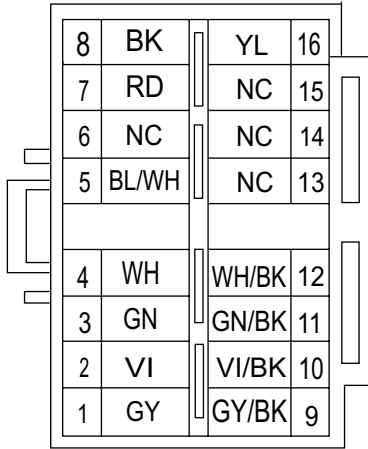 8 BK YL 16
7 RD NC 15
6 NC NC 14
5 BL/WH NC 13
4 WH WH/BK 12
3 GN GN/BK 11
2 VI VI/BK 10
1 GY GY/BK 9